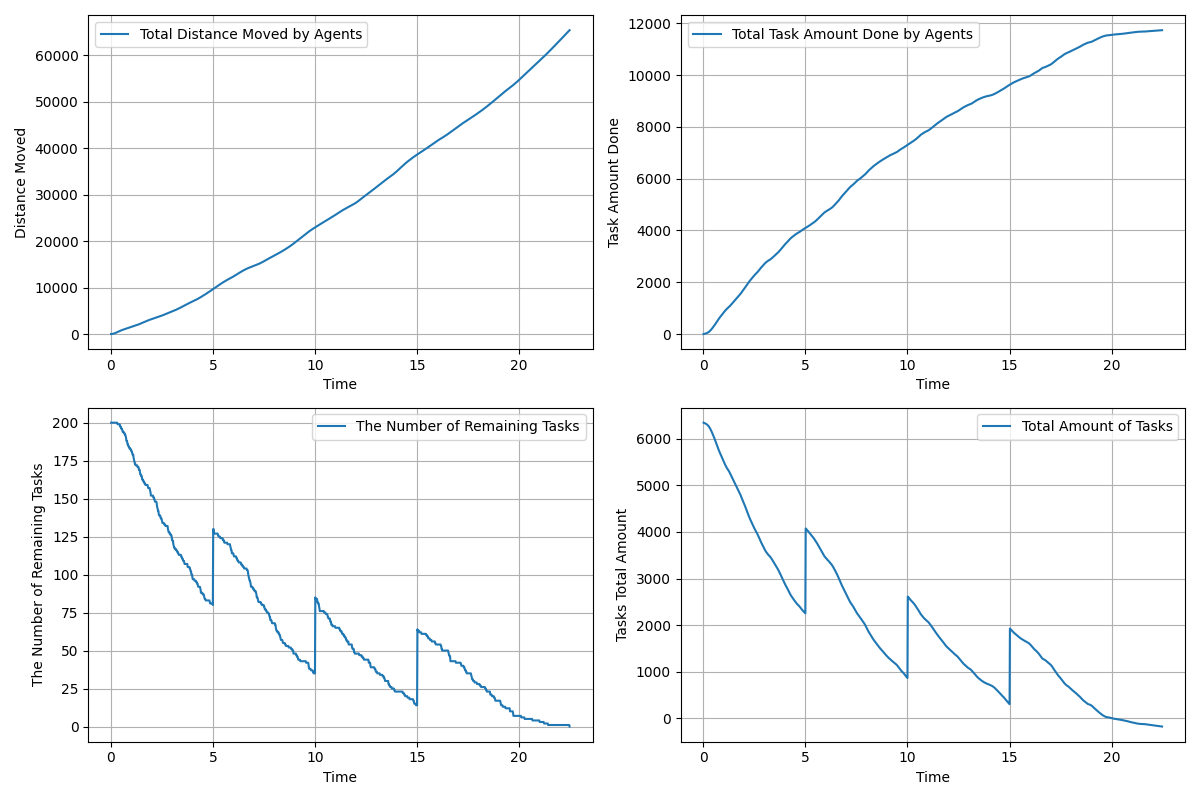 Total Distance Moved by Agents
Distance Moved
60000
50000
40000
30000
20000
10000
0
0 5 10 15 20
Time
Total Task Amount Done by Agents
Task Amount Done
12000
10000
8000
6000
4000
2000
0
0 5 10 15 20
Time
The Number of Remaining Tasks
The Number of Remaining Tasks
200
175
150
125
100
75
50
25
0
0 5 10 15 20
Time
Total Amount of Tasks
Tasks Total Amount
6000
5000
4000
3000
2000
1000
0
0 5 10 15 20
Time